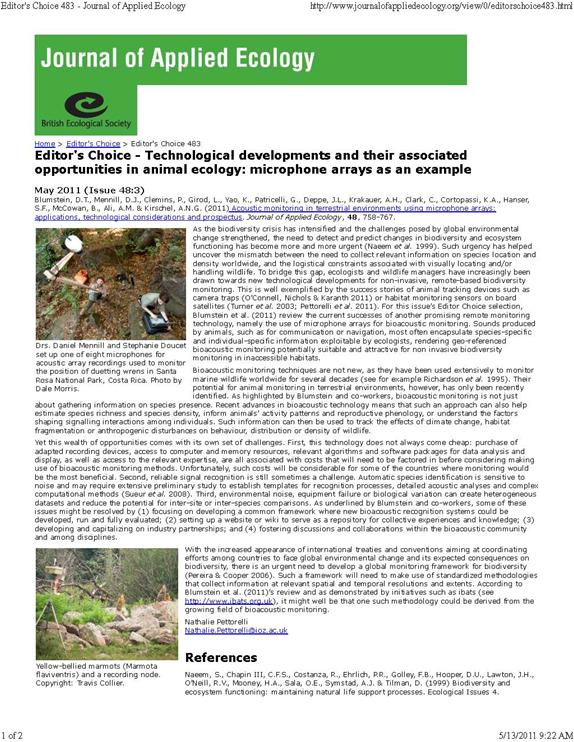 Editor's Choice 483 - Journal of Applied Ecology
http://www.journalofappliedecology.org/view/0/editorschoice483.html
Journal of Applied Ecology
British Ecological Society
Home > Editor's Choice > Editor's Choice 483
Editor's Choice - Technological developments and their associated
opportunities in animal ecology: microphone arrays as an example
May 2011 (Issue 48:3)
Blumstein, D.T., Mennill, D.J., Clemins, P., Girod, L., Yao, K., Patricelli, G., Deppe, J.L., Krakauer, A.H., Clark, C., Cortopassi, K.A., Hanser,
S.F., McCowan, B., Ali, A.M. & Kirschel, A.N.G. (2011) Acoustic monitoring in terrestrial environments using microphone arrays:
applications, technological considerations and prospectus. Journal of Applied Ecology, 48, 758-767.
As the biodiversity crisis has intensified and the challenges posed by global environmental
change strengthened, the need to detect and predict changes in biodiversity and ecosystem
functioning has become more and more urgent (Naeem et al. 1999). Such urgency has helped
uncover the mismatch between the need to collect relevant information on species location and
density worldwide, and the logistical constraints associated with visually locating and/or
handling wildlife. To bridge this gap, ecologists and wildlife managers have increasingly been
drawn towards new technological developments for non-invasive, remote-based biodiversity
monitoring. This is well exemplified by the success stories of animal tracking devices such as
camera traps (O'Connell, Nichols & Karanth 2011) or habitat monitoring sensors on board
satellites (Turner et al. 2003; Pettorelli et al. 2011). For this issue's Editor Choice selection,
Blumstein et al. (2011) review the current successes of another promising remote monitoring
technology, namely the use of microphone arrays for bioacoustic monitoring. Sounds produced
by animals, such as for communication or navigation, most often encapsulate species-specific
and individual-specific information exploitable by ecologists, rendering geo-referenced
bioacoustic monitoring potentially suitable and attractive for non invasive biodiversity
monitoring in inaccessible habitats.
Drs. Daniel Mennill and Stephanie Doucet
set up one of eight microphones for
acoustic array recordings used to monitor
the position of duetting wrens in Santa
Rosa National Park, Costa Rica. Photo by
Dale Morris.
Bioacoustic monitoring techniques are not new, as they have been used extensively to monitor
marine wildlife worldwide for several decades (see for example Richardson et al. 1995). Their
potential for animal monitoring in terrestrial environments, however, has only been recently
identified. As highlighted by Blumstein and co-workers, bioacoustic monitoring is not just
about gathering information on species presence. Recent advances in bioacoustic technology means that such an approach can also help
estimate species richness and species density, inform animals' activity patterns and reproductive phenology, or understand the factors
shaping signalling interactions among individuals. Such information can then be used to track the effects of climate change, habitat
fragmentation or anthropogenic disturbances on behaviour, distribution or density of wildlife.
Yet this wealth of opportunities comes with its own set of challenges. First, this technology does not always come cheap: purchase of
adapted recording devices, access to computer and memory resources, relevant algorithms and software packages for data analysis and
display, as well as access to the relevant expertise, are all associated with costs that will need to be factored in before considering making
use of bioacoustic monitoring methods. Unfortunately, such costs will be considerable for some of the countries where monitoring would
be the most beneficial. Second, reliable signal recognition is still sometimes a challenge. Automatic species identification is sensitive to
noise and may require extensive preliminary study to establish templates for recognition processes, detailed acoustic analyses and complex
computational methods (Sueur et al. 2008). Third, environmental noise, equipment failure or biological variation can create heterogeneous
datasets and reduce the potential for inter-site or inter-species comparisons. As underlined by Blumstein and co-workers, some of these
issues might be resolved by (1) focusing on developing a common framework where new bioacoustic recognition systems could be
developed, run and fully evaluated; (2) setting up a website or wiki to serve as a repository for collective experiences and knowledge; (3)
developing and capitalizing on industry partnerships; and (4) fostering discussions and collaborations within the bioacoustic community
and among disciplines.
With the increased appearance of international treaties and conventions aiming at coordinating
efforts among countries to face global environmental change and its expected consequences on
biodiversity, there is an urgent need to develop a global monitoring framework for biodiversity
(Pereira & Cooper 2006). Such a framework will need to make use of standardized methodologies
that collect information at relevant spatial and temporal resolutions and extents. According to
Blumstein et al. (2011)'s review and as demonstrated by initiatives such as ibats (see
http://www.ibats.org.uk), it might well be that one such methodology could be derived from the
growing field of bioacoustic monitoring.
Nathalie Pettorelli
Nathalie.Pettorelli@ioz.ac.uk
Yellow-bellied marmots (Marmota
flaviventris) and a recording node.
Copyright: Travis Collier.
References
Naeem, S., Chapin III, C.F.S., Costanza, R., Ehrlich, P.R., Golley, F.B., Hooper, D.U., Lawton, J.H.,
O'Neill, R.V., Mooney, H.A., Sala, O.E., Symstad, A.J. & Tilman, D. (1999) Biodiversity and
ecosystem functioning: maintaining natural life support processes. Ecological Issues 4.
1 of 2
5/13/2011 9:22 AM